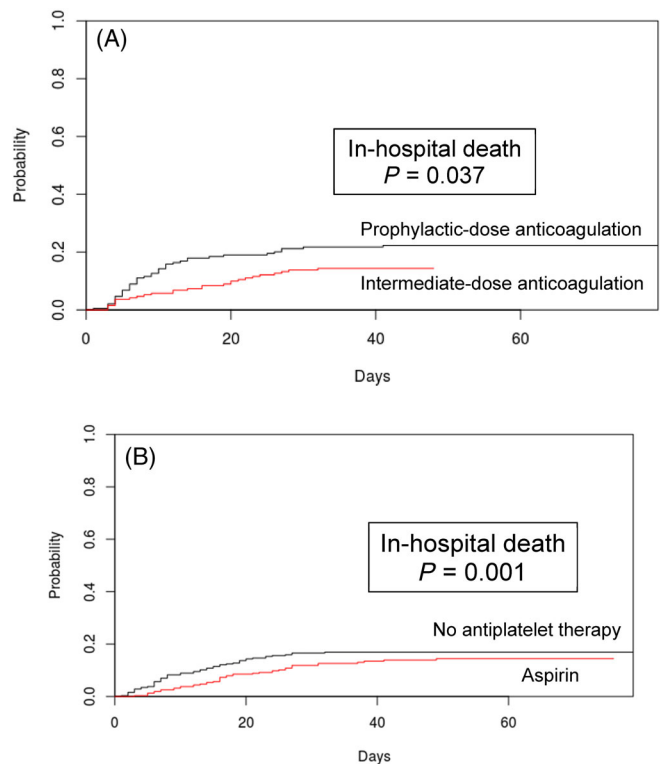 (A)
1.0
0.8
0.6
0.4
0.2
0.0
Probability
In-hospital death
P = 0.037
Prophylactic-dose anticoagulation
Intermediate-dose anticoagulation
0
20
40
60
Days
(B)
1.0
0.8
0.6
0.4
0.2
0.0
Probability
In-hospital death
P = 0.001
No antiplatelet therapy
Aspirin
0
20
40
60
Days